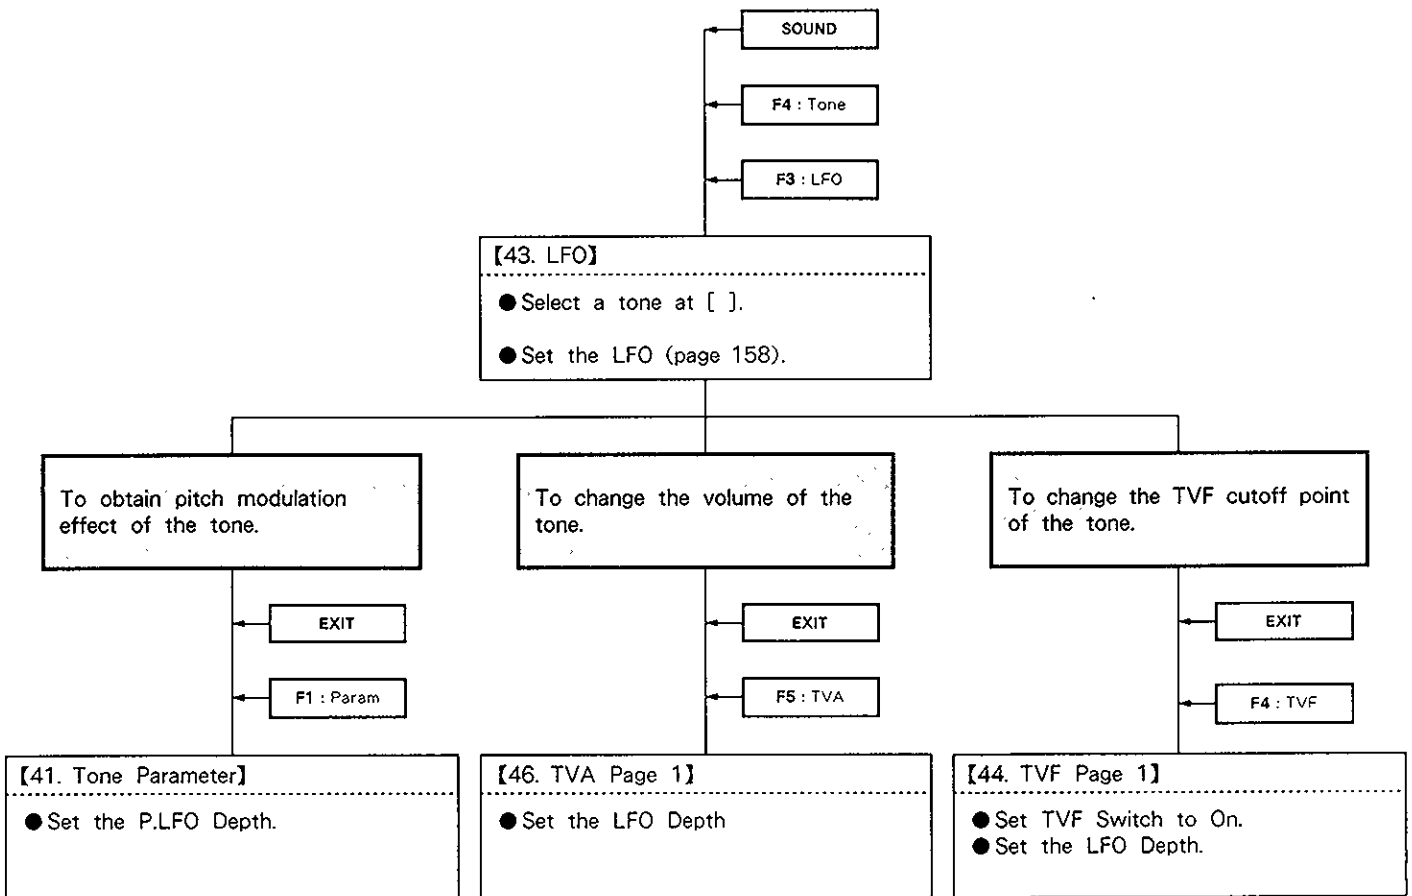 SOUND
F4 : Tone
F3 : LFO
【43. LFO】
●Select a tone at [ ].
●Set the LFO (page 158).
To obtain pitch modulation
effect of the tone.
To change the volume of the
tone.
To change the TVF cutoff point
of the tone.
EXIT
EXIT
EXIT
F1 : Param
F5 : TVA
F4 : TVF
【41. Tone Parameter】
●Set the P.LFO Depth.
【46. TVA Page 1】
●Set the LFO Depth
【44. TVF Page 1】
●Set TVF Switch to On.
●Set the LFO Depth.